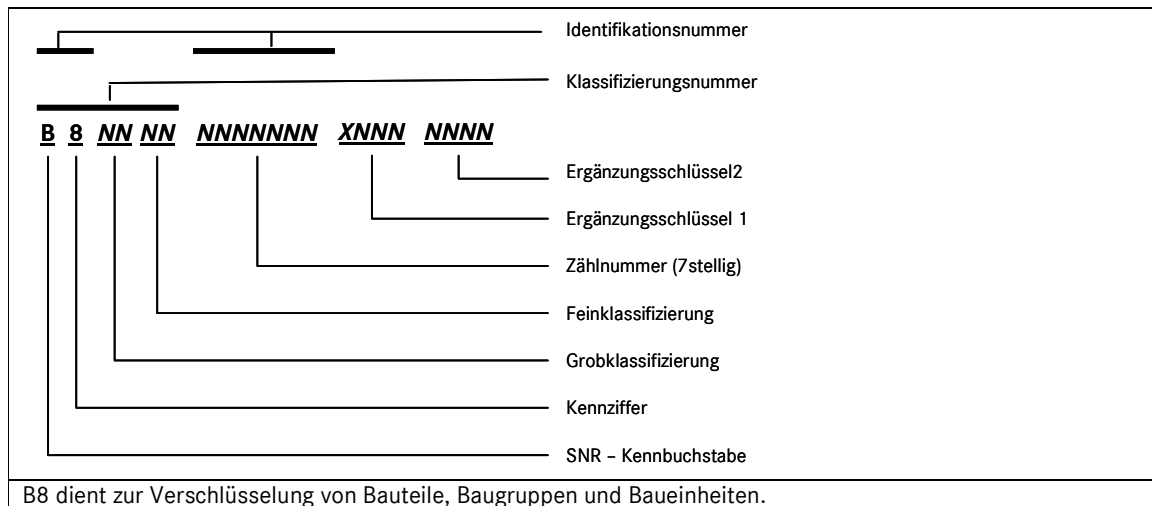 Identifikationsnummer
Klassifizierungsnummer
B 8 NN NN NNNNNNN XNNN NNNN
Ergänzungsschlüssel2
Ergänzungsschlüssel 1
Zählnummer (7stellig)
Feinklassifizierung
Grobklassifizierung
Kennziffer
SNR – Kennbuchstabe
B8 dient zur Verschlüsselung von Bauteile, Baugruppen und Baueinheiten.